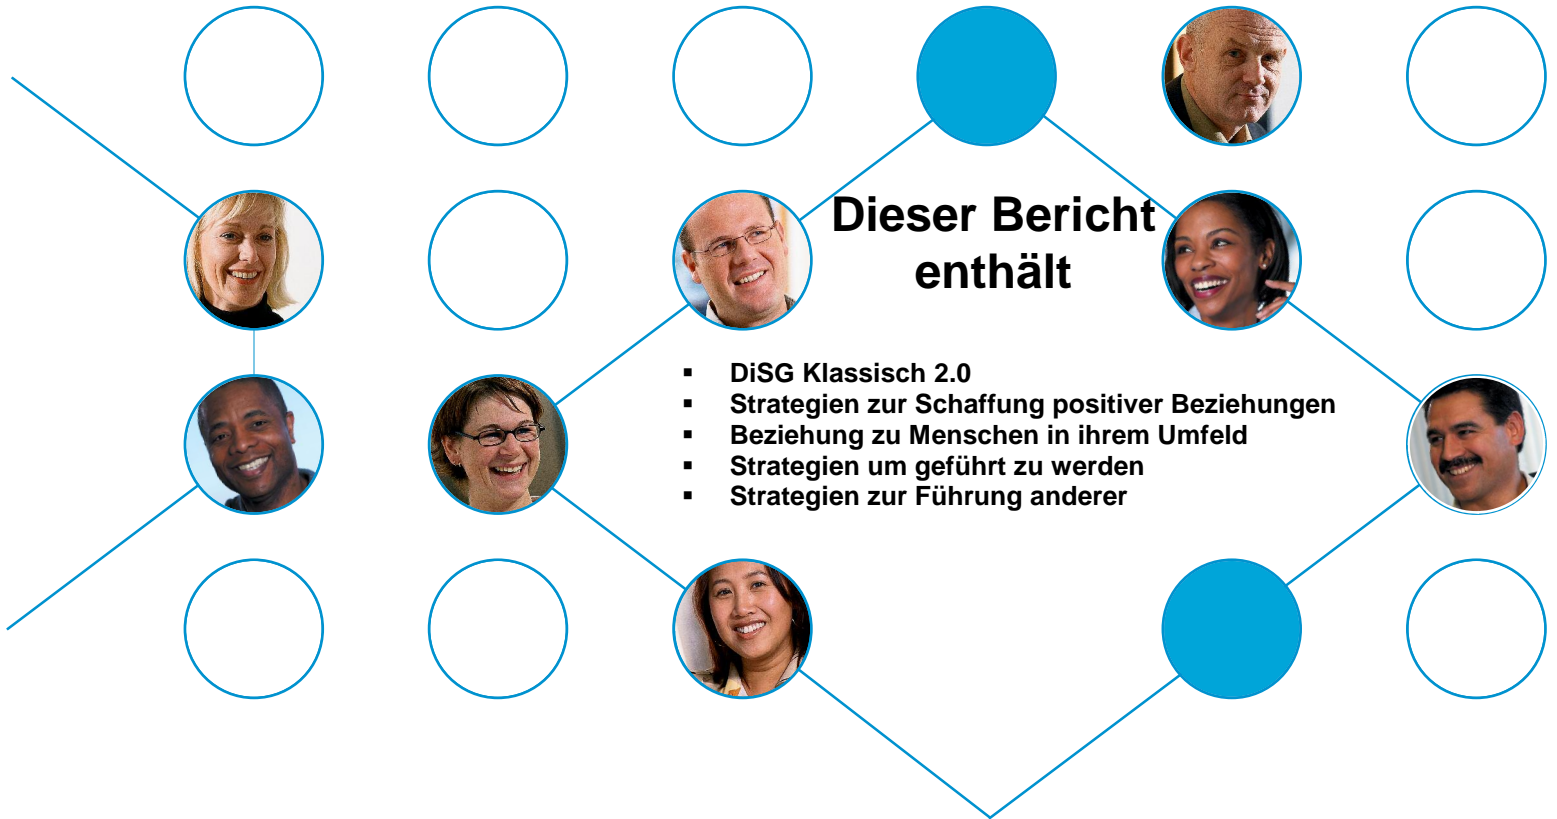 Dieser Bericht
enthält
▪ DiSG Klassisch 2.0
▪ Strategien zur Schaffung positiver Beziehungen
▪ Beziehung zu Menschen in ihrem Umfeld
▪ Strategien um geführt zu werden
▪ Strategien zur Führung anderer